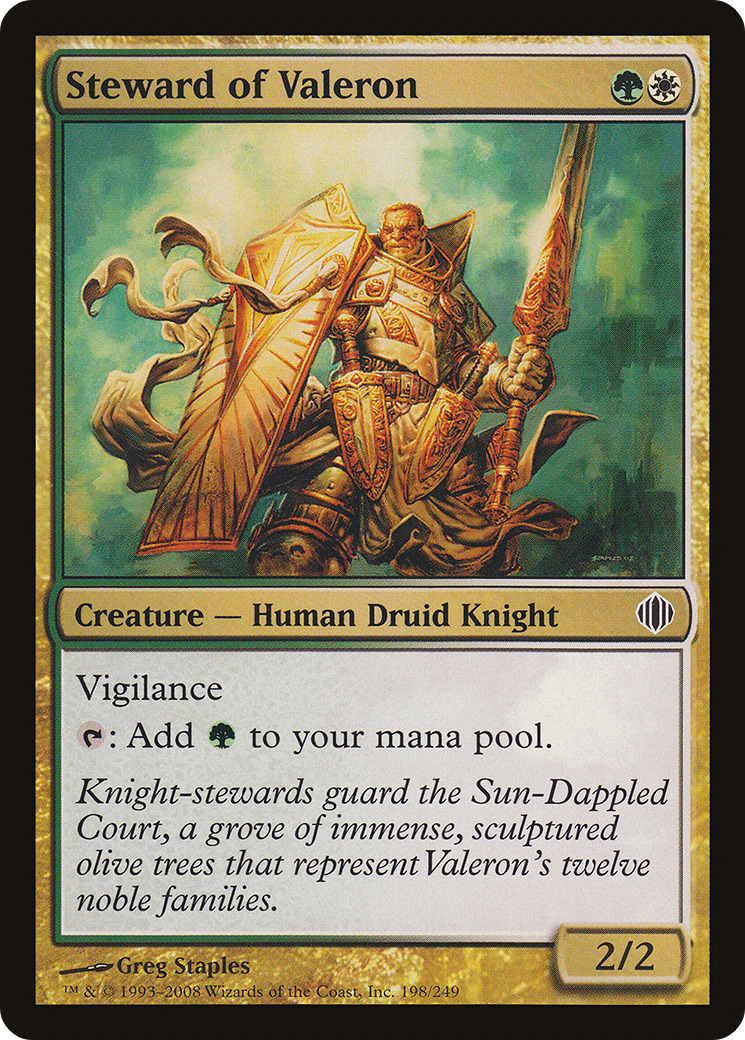 Steward of Valeron
Creature — Human Druid Knight
Vigilance
: Add to your mana pool.
Knight-stewards guard the Sun-Dappled
Court, a grove of immense, sculptured
olive trees that represent Valeron's twelve
noble families.
2/2
Greg Staples
™ & © 1993–2008 Wizards of the Coast, Inc. 198/249